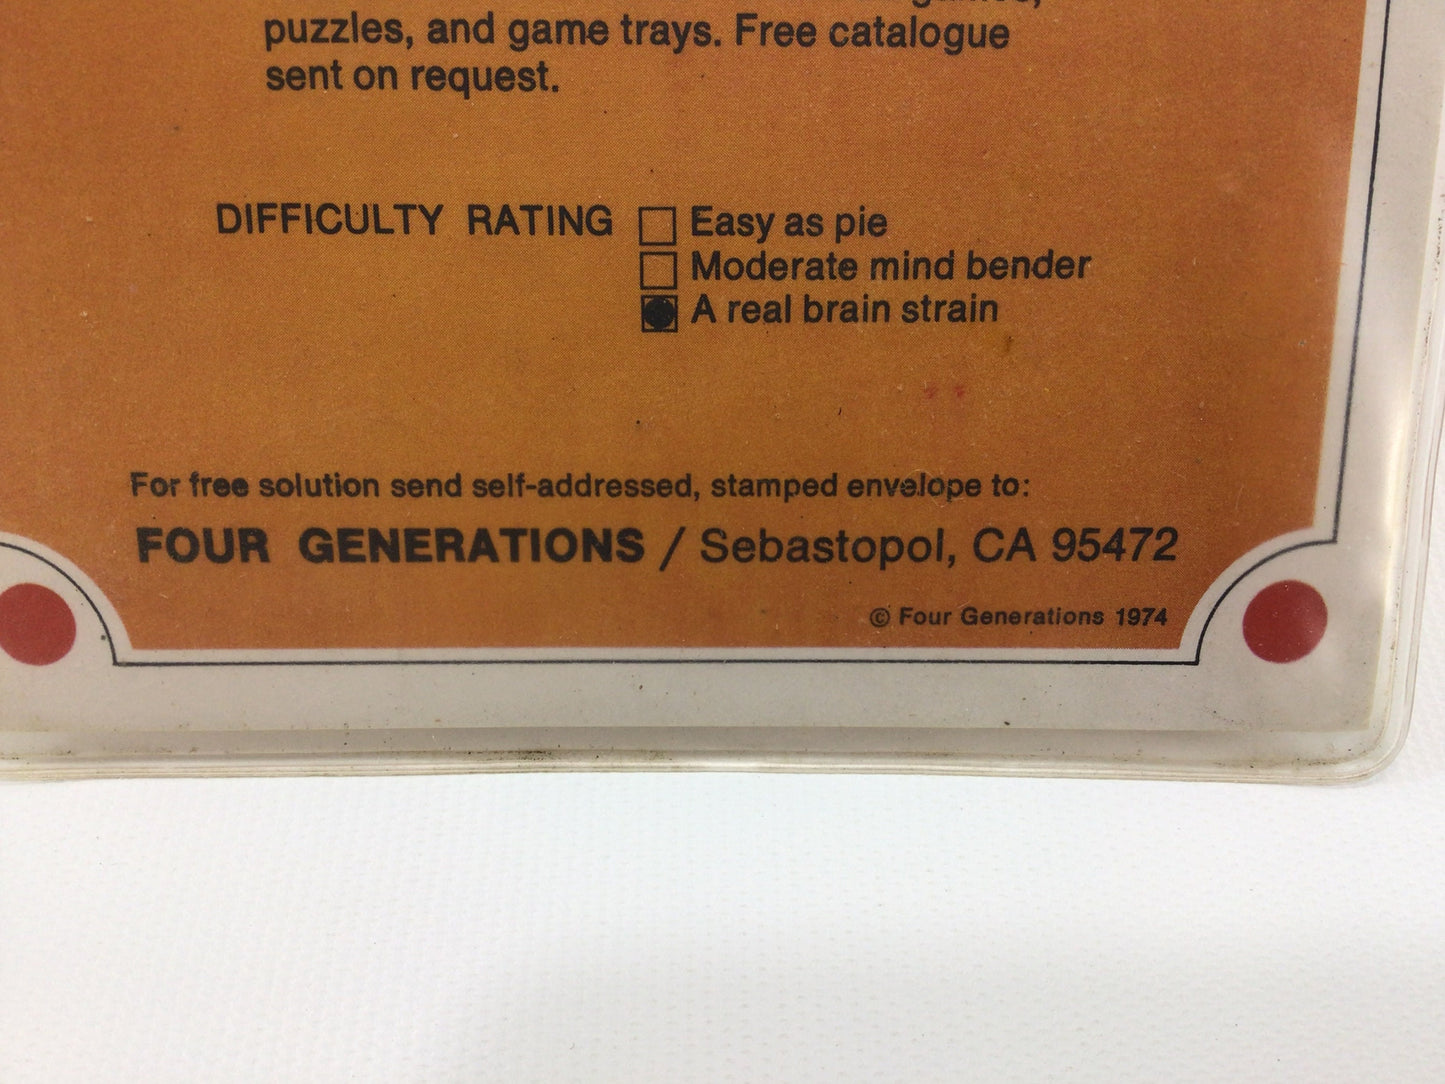 puzzles, and game trays. Free catalogue
sent on request.
DIFFICULTY RATING
Easy as pie
Moderate mind bender
A real brain strain
For free solution send self-addressed, stamped envelope to:
FOUR GENERATIONS / Sebastopol, CA 95472
© Four Generations 1974